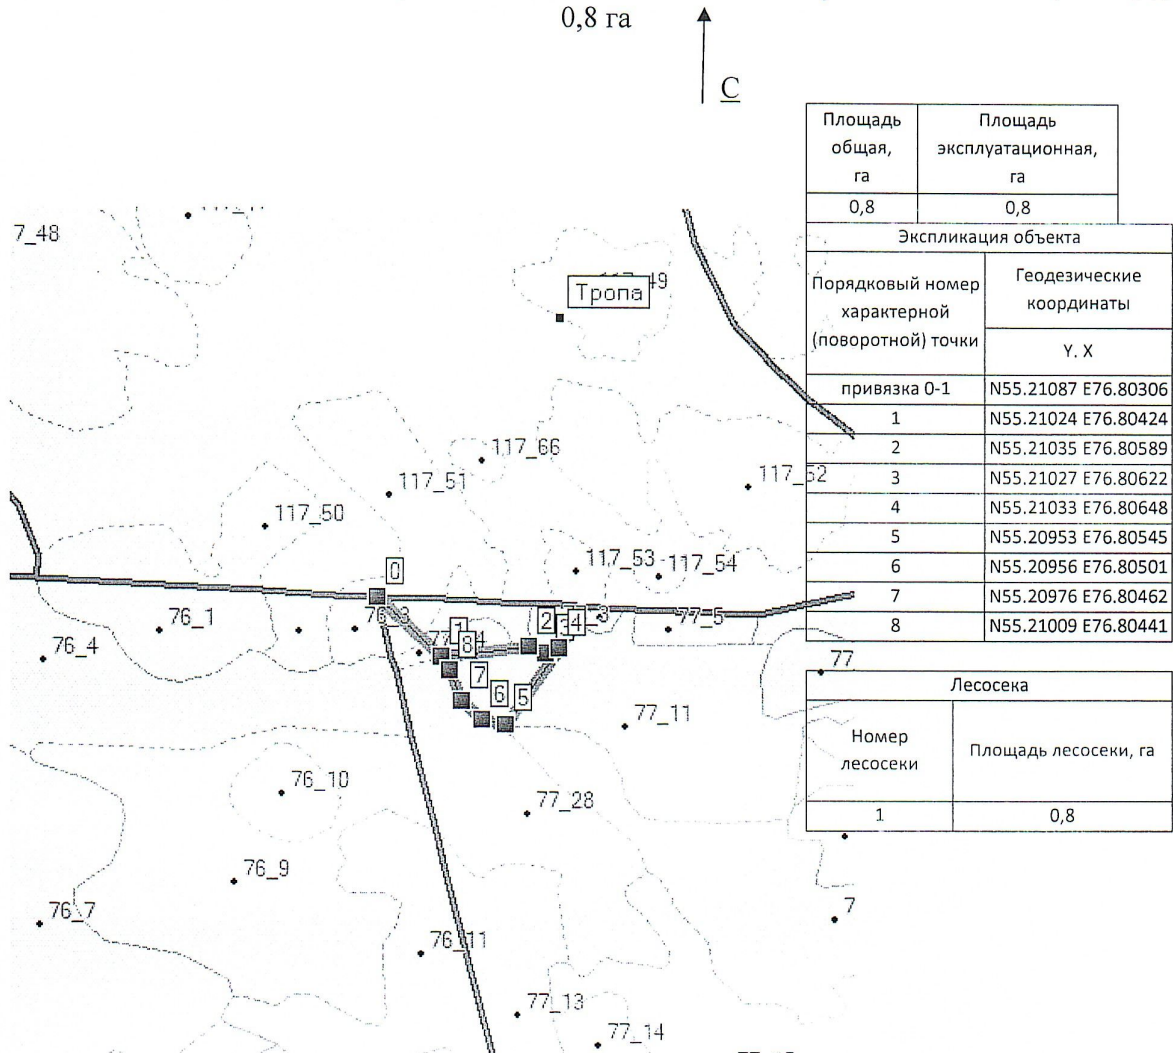 0,8 га
С
Площадь общая, га
Площадь эксплуатационная, га
0,8
0,8
Экспликация объекта
Порядковый номер характерной (поворотной) точки
Геодезические координаты
Y. X
привязка 0-1 N55.21087 E76.80306
1 N55.21024 E76.80424
2 N55.21035 E76.80589
3 N55.21027 E76.80622
4 N55.21033 E76.80648
5 N55.20953 E76.80545
6 N55.20956 E76.80501
7 N55.20976 E76.80462
8 N55.21009 E76.80441
Лесосека
Номер лесосеки
Площадь лесосеки, га
1 0,8
7_48
Тропа
117_66
117_51
117_50
117_53
117_54
0
76_1
76_4
2
4
77_5
8
7
6
5
77
77_11
76_10
77_28
76_9
76_7
7
76_11
77_13
77_14